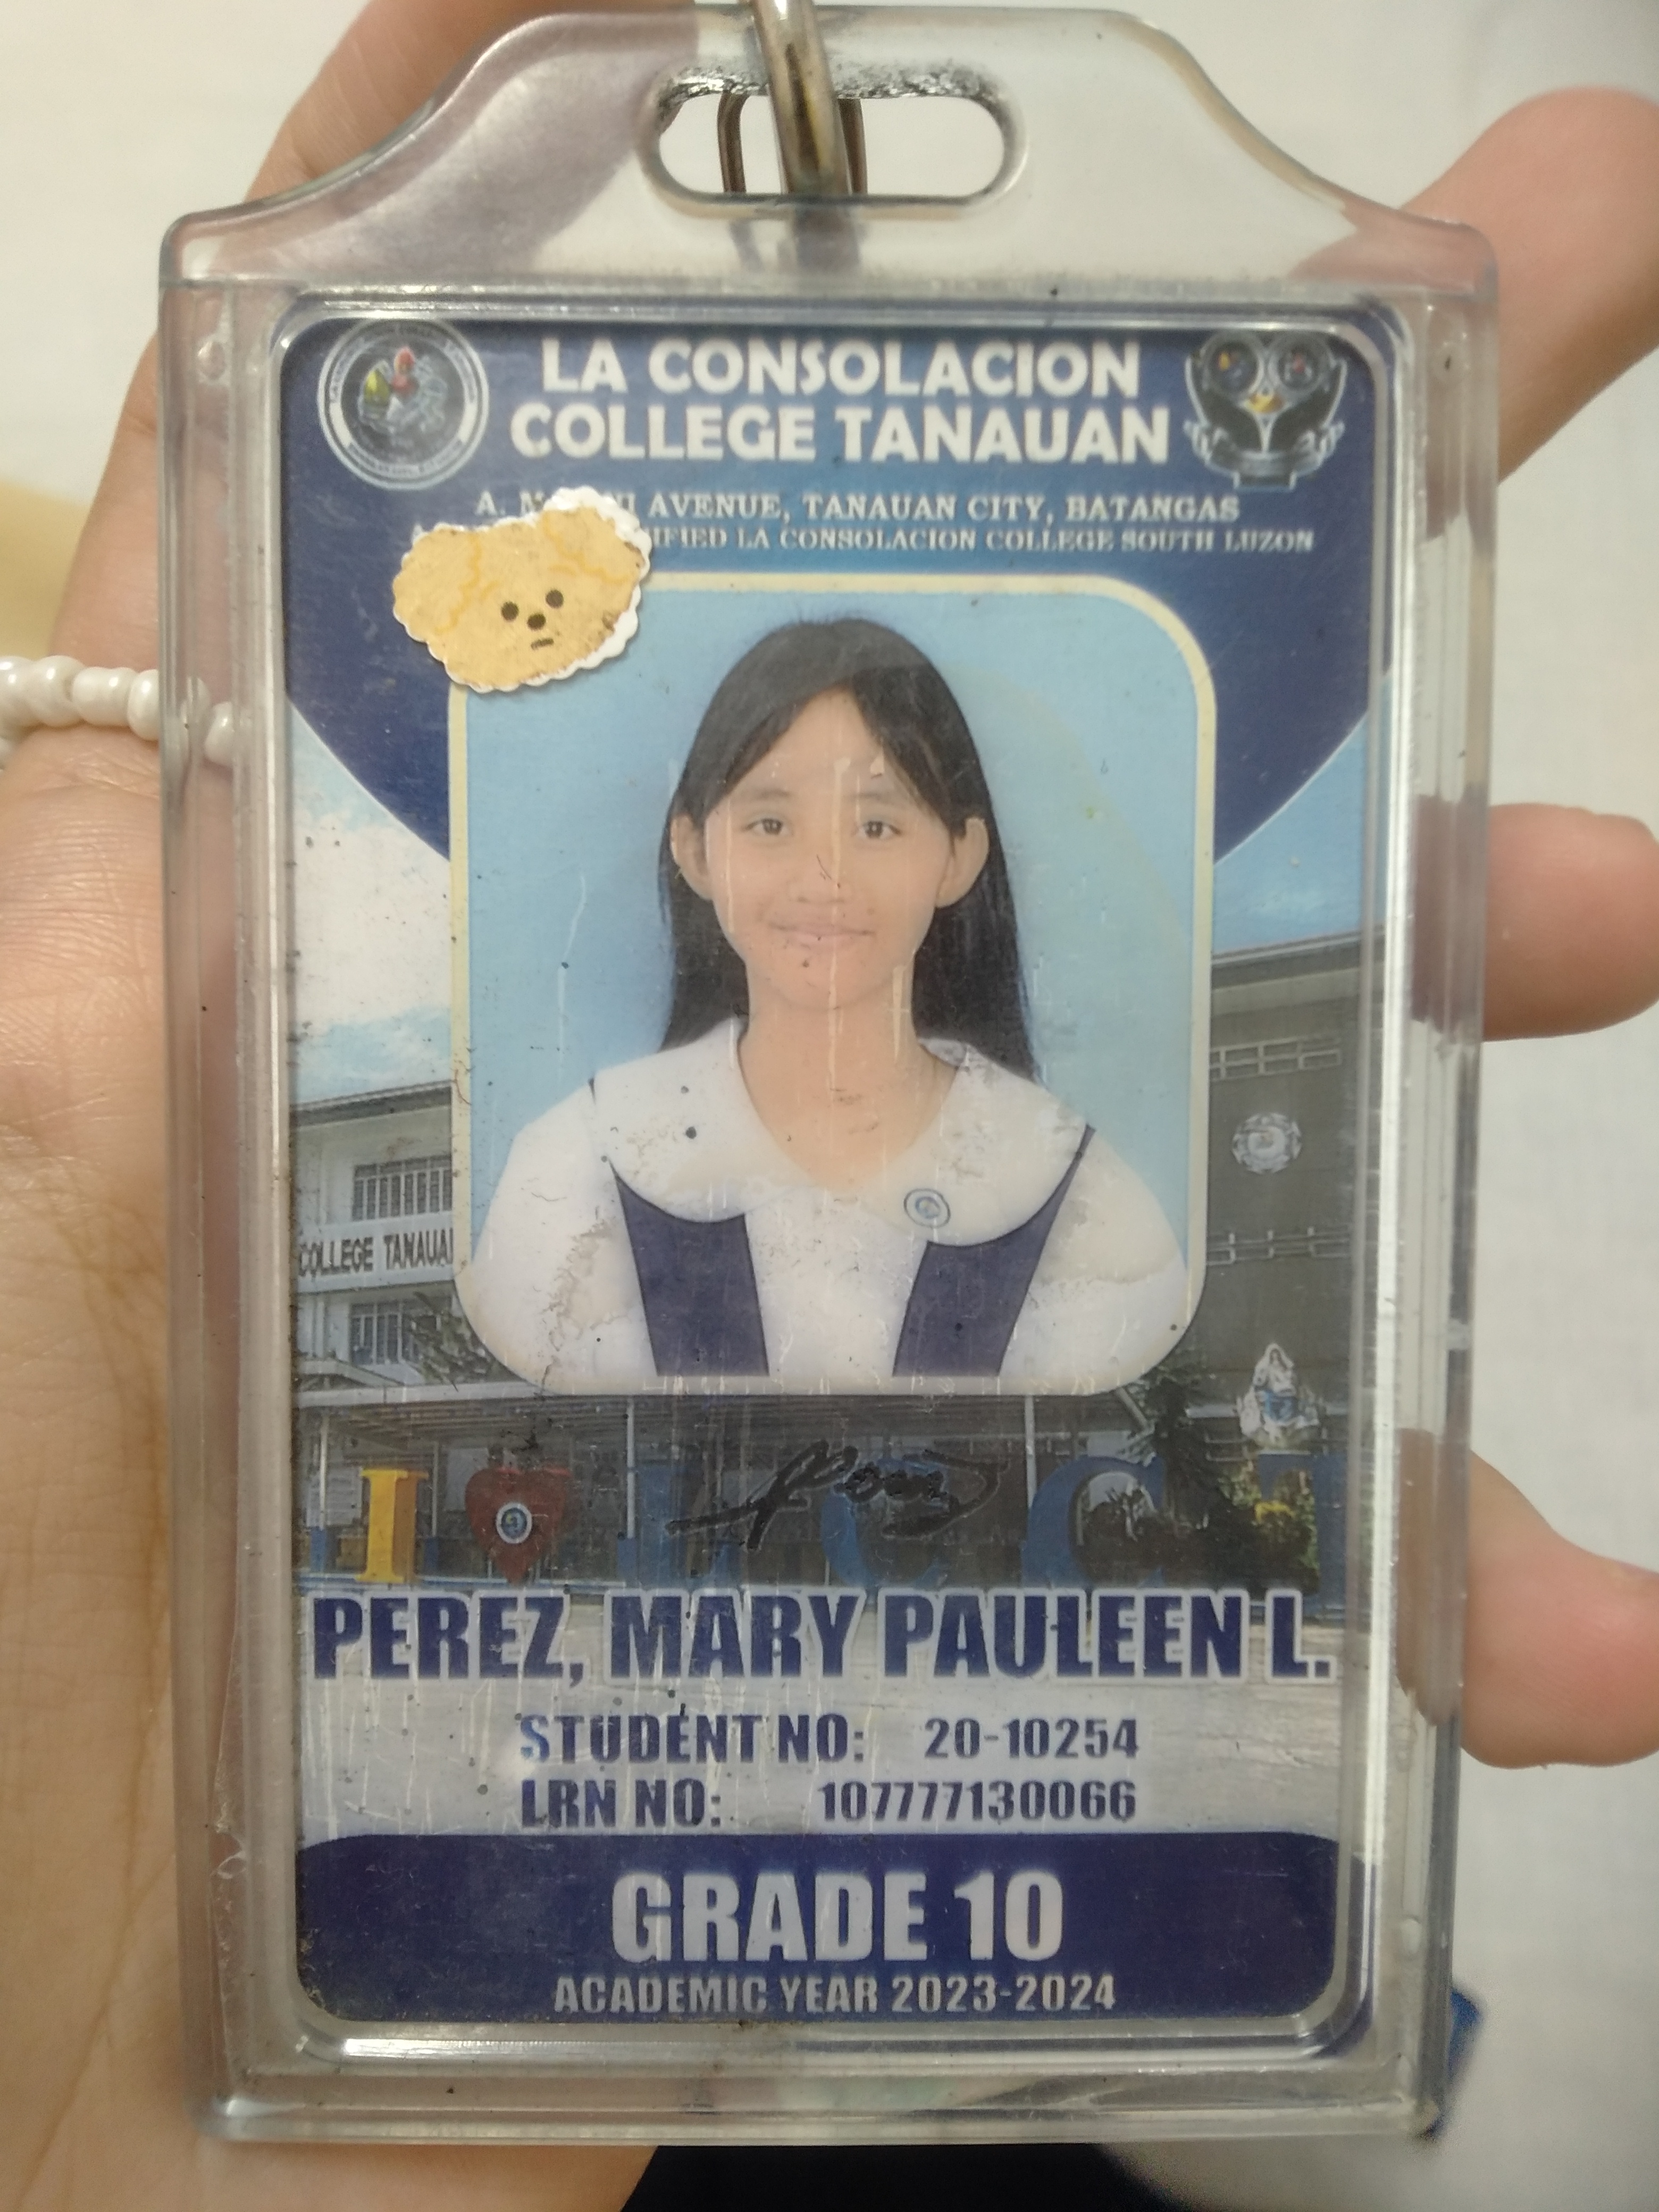 LA CONSOLACION
COLLEGE TANAUAN
A. AVENUE, TANAUAN CITY, BATANGAS
LA CONSOLACION COLLEGE SOUTH LUZON
COLLEGE TANAUA
I
PEREZ, MARY PAULEEN L.
STUDENT NO: 20-10254
LRN NO: 107777130066
GRADE 10
ACADEMIC YEAR 2023-2024